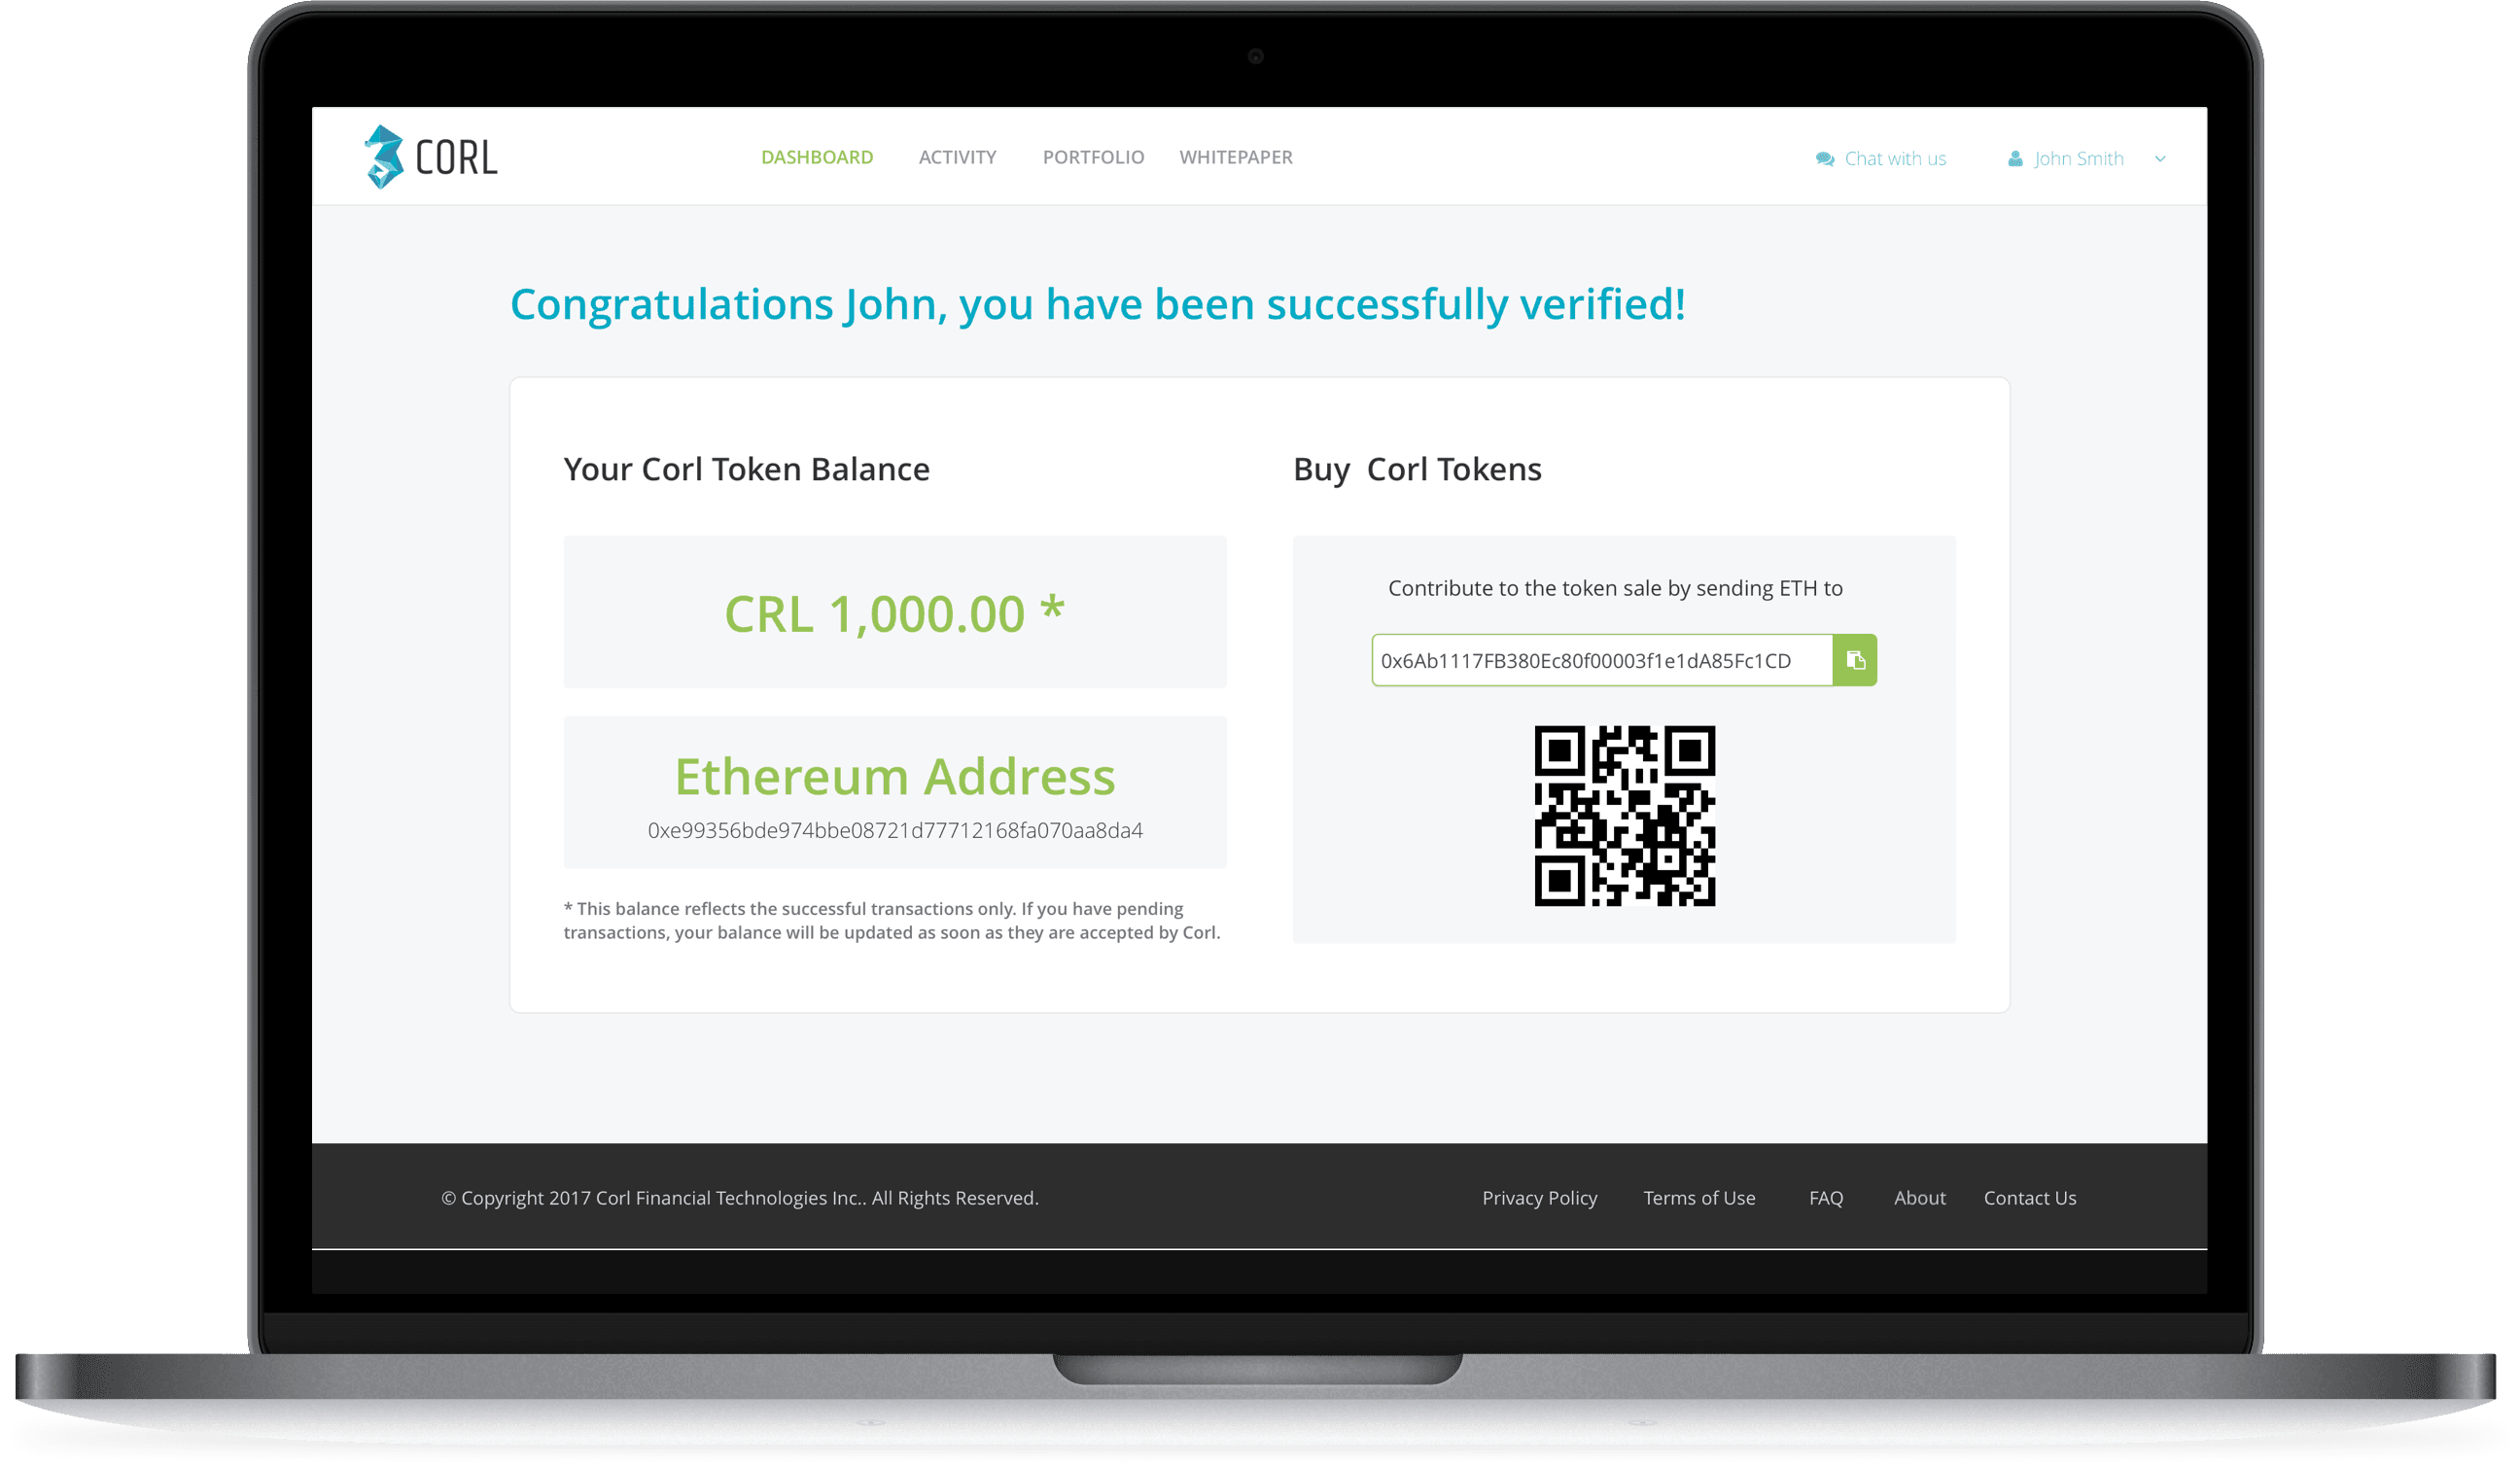 CORL
DASHBOARD ACTIVITY PORTFOLIO WHITEPAPER
Chat with us John Smith
Congratulations John, you have been successfully verified!
Your Corl Token Balance
CRL 1,000.00 *
Ethereum Address
0xe99356bde974bbe08721d77712168fa070aa8da4
* This balance reflects the successful transactions only. If you have pending
transactions, your balance will be updated as soon as they are accepted by Corl.
Buy Corl Tokens
Contribute to the token sale by sending ETH to
0x6Ab1117FB380Ec80f00003f1e1dA85Fc1CD
© Copyright 2017 Corl Financial Technologies Inc.. All Rights Reserved.
Privacy Policy Terms of Use FAQ About Contact Us